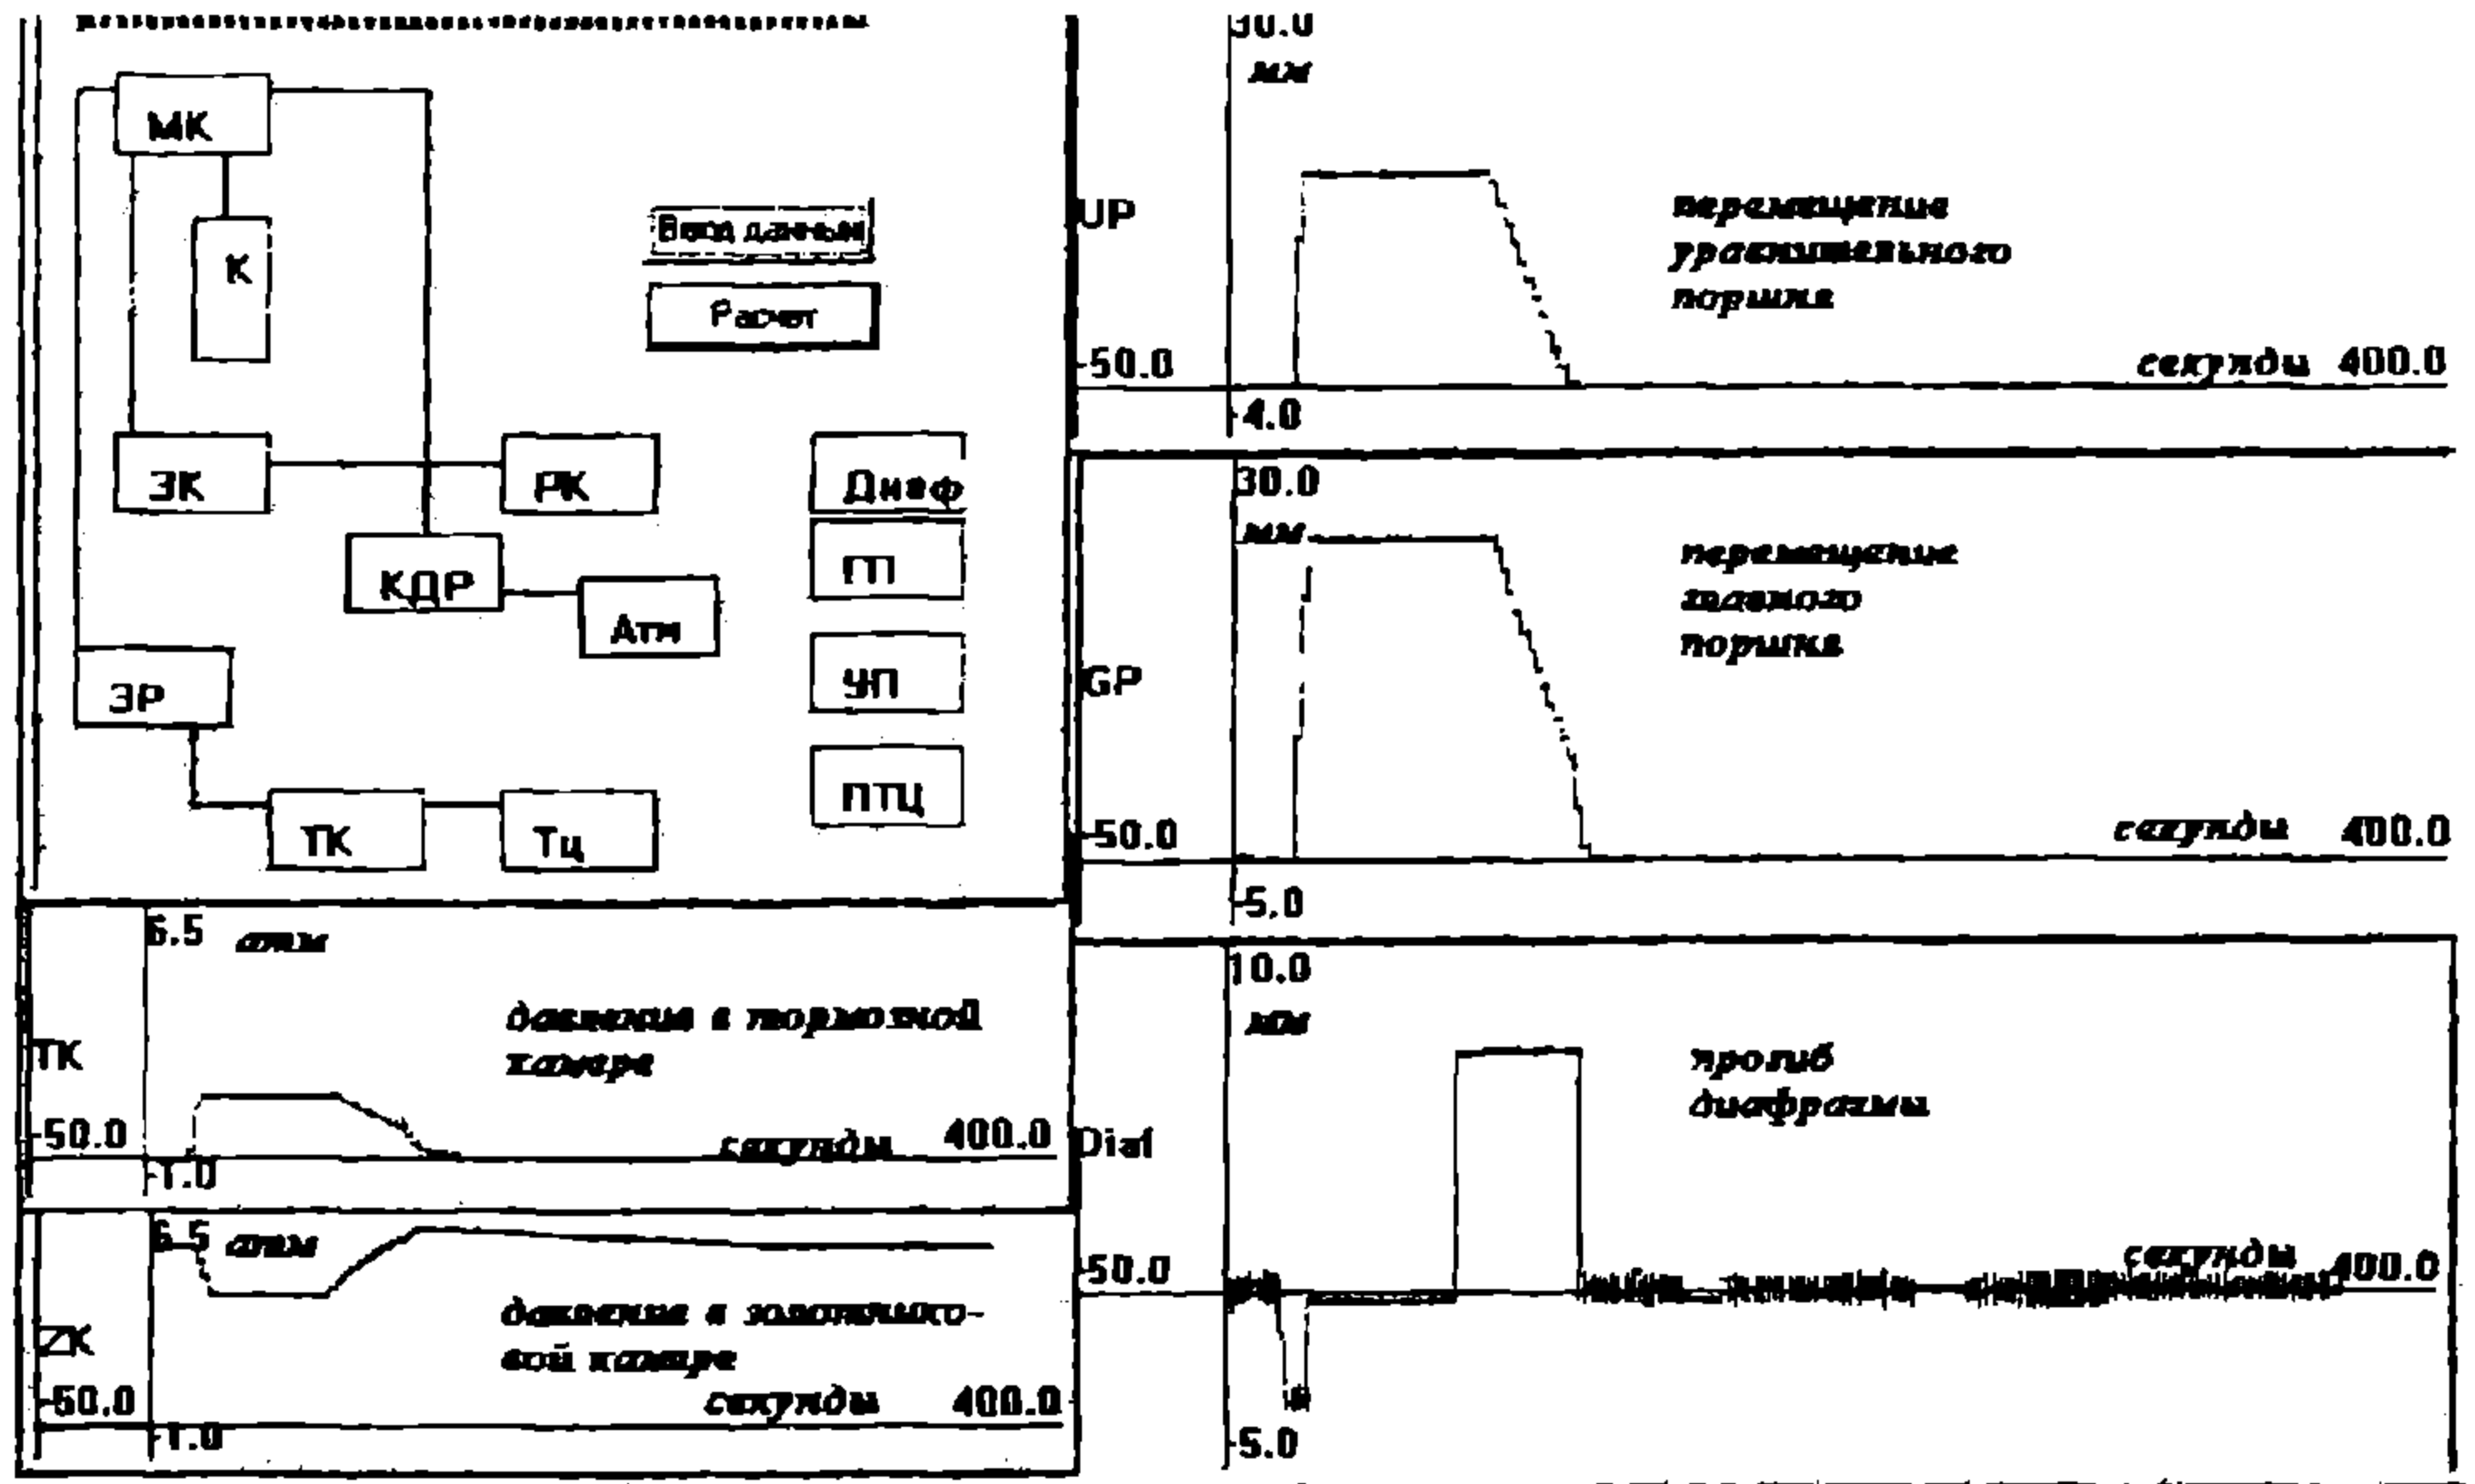 МК
К
Ввод данных
Расчет
ЗК
РК
Диаф
ГП
КДР
Атм
УП
ЗР
ПТЦ
ТК
Тц
6.5 атм
давление в тормозной
камере
TK
-50.0
секунды 400.0
-1.0
6.5 атм
давление в золотнико-
вой камере
ZK
-50.0
секунды 400.0
-1.0
30.0
мм
UP
перемещение
уравнительного
поршня
-50.0
секунды 400.0
-4.0
30.0
мм
перемещение
главного
поршня
GP
-50.0
секунды 400.0
-5.0
10.0
мм
прогиб
диафрагмы
Diaf
-50.0
секунды 400.0
-5.0